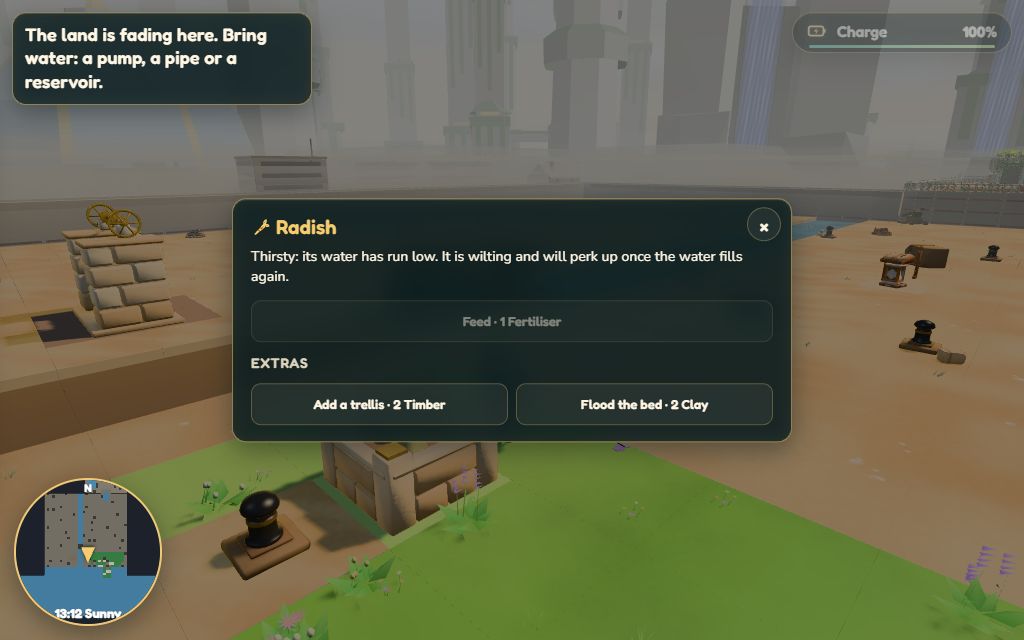 The land is fading here. Bring
water: a pump, a pipe or a
reservoir.
Charge 100%
Radish
Thirsty: its water has run low. It is wilting and will perk up once the water fills
again.
Feed · 1 Fertiliser
EXTRAS
Add a trellis · 2 Timber
Flood the bed · 2 Clay
N
13:12 Sunny